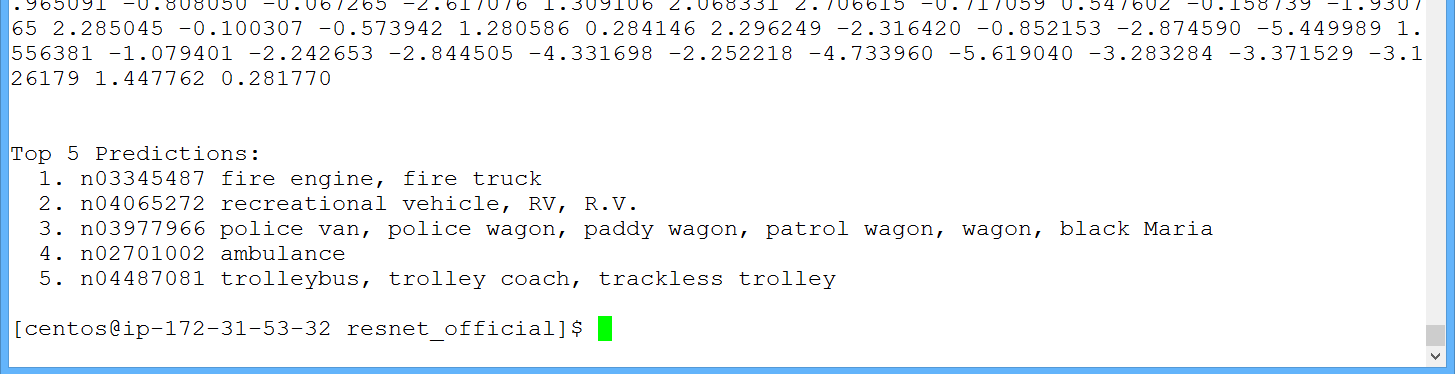 .965091 -0.808050 -0.067265 -2.617076 1.309106 2.068331 2.706615 -0.717059 0.547602 -0.158739 -1.9307
65 2.285045 -0.100307 -0.573942 1.280586 0.284146 2.296249 -2.316420 -0.852153 -2.874590 -5.449989 1.
556381 -1.079401 -2.242653 -2.844505 -4.331698 -2.252218 -4.733960 -5.619040 -3.283284 -3.371529 -3.1
26179 1.447762 0.281770
Top 5 Predictions:
1. n03345487 fire engine, fire truck
2. n04065272 recreational vehicle, RV, R.V.
3. n03977966 police van, police wagon, paddy wagon, patrol wagon, wagon, black Maria
4. n02701002 ambulance
5. n04487081 trolleybus, trolley coach, trackless trolley
[centos@ip-172-31-53-32 resnet_official]$